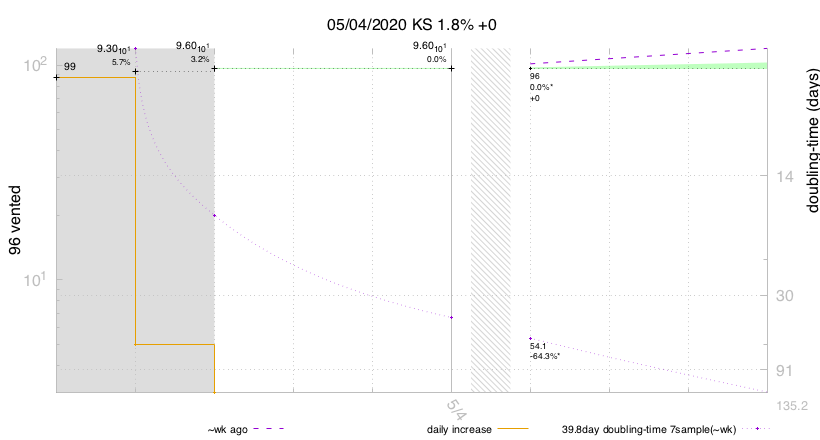 05/04/2020 KS 1.8% +0
10² 99 9.30₁₀¹ 5.7% 9.60₁₀¹ 3.2% 9.60₁₀¹ 0.0%
96
0.0%*
+0
14
10¹
30
54.1
-64.3%*
91
135.2
5/4
96 vented
doubling-time (days)
~wk ago
daily increase
39.8day doubling-time 7sample(~wk)